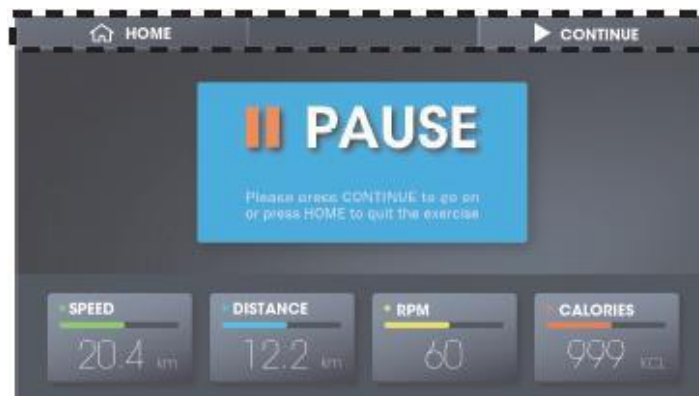 HOME
CONTINUE
PAUSE
Please press CONTINUE to go on
or press HOME to quit the exercise
SPEED
DISTANCE
RPM
CALORIES
20.4 km
12.2 km
60
999 KCL